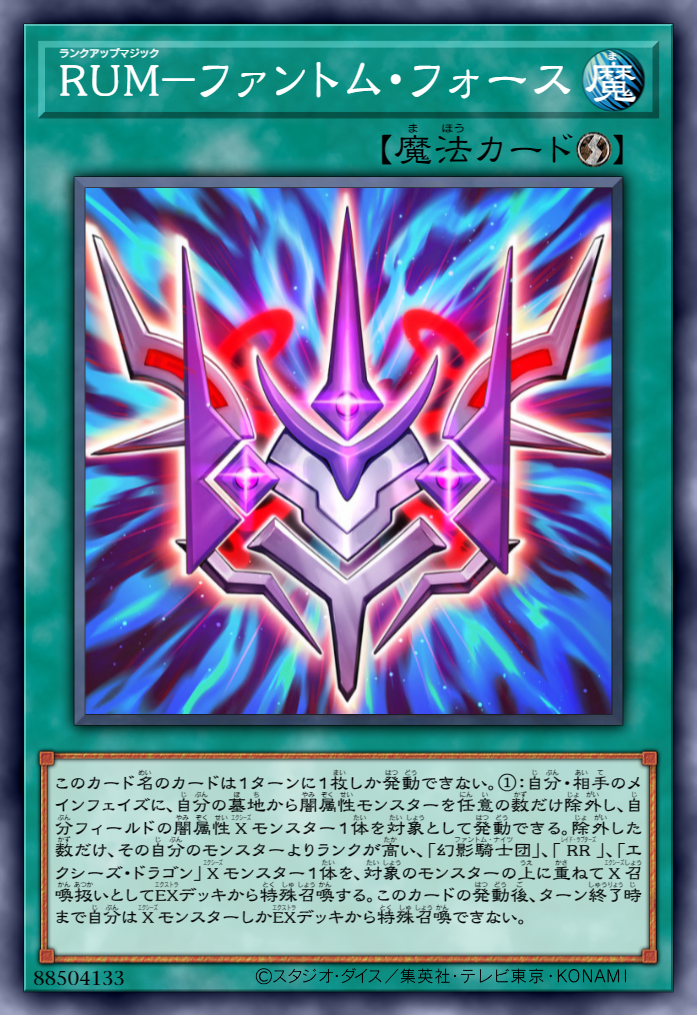 ランクアップマジック
RUM－ファントム・フォース
魔
【魔法カード】
このカード名のカードは1ターンに1枚しか発動できない。①：自分・相手のメ
インフェイズに、自分の墓地から闇属性モンスターを任意の数だけ除外し、自
分フィールドの闇属性Xモンスター1体を対象として発動できる。除外した
数だけ、その自分のモンスターよりランクが高い、「幻影騎士団」、「RR」、「エ
クシーズ・ドラゴン」Xモンスター1体を、対象のモンスターの上に重ねてX召
喚扱いとしてEXデッキから特殊召喚する。このカードの発動後、ターン終了時
まで自分はXモンスターしかEXデッキから特殊召喚できない。
88504133
©スタジオ・ダイス／集英社・テレビ東京・KONAMI